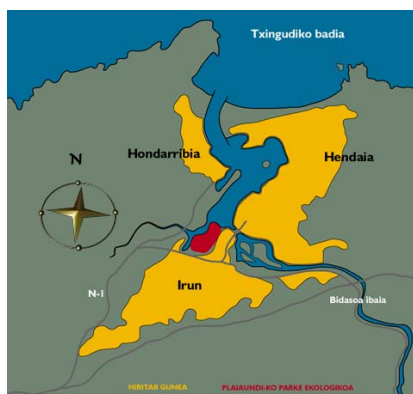 Txingudiko badia
N
Hondarribia
Hendaia
N-I
Irun
Bidasoa ibaia
HIRITAR GUNEA
PLAIAUNDI-KO PARKE EKOLOGIKOA